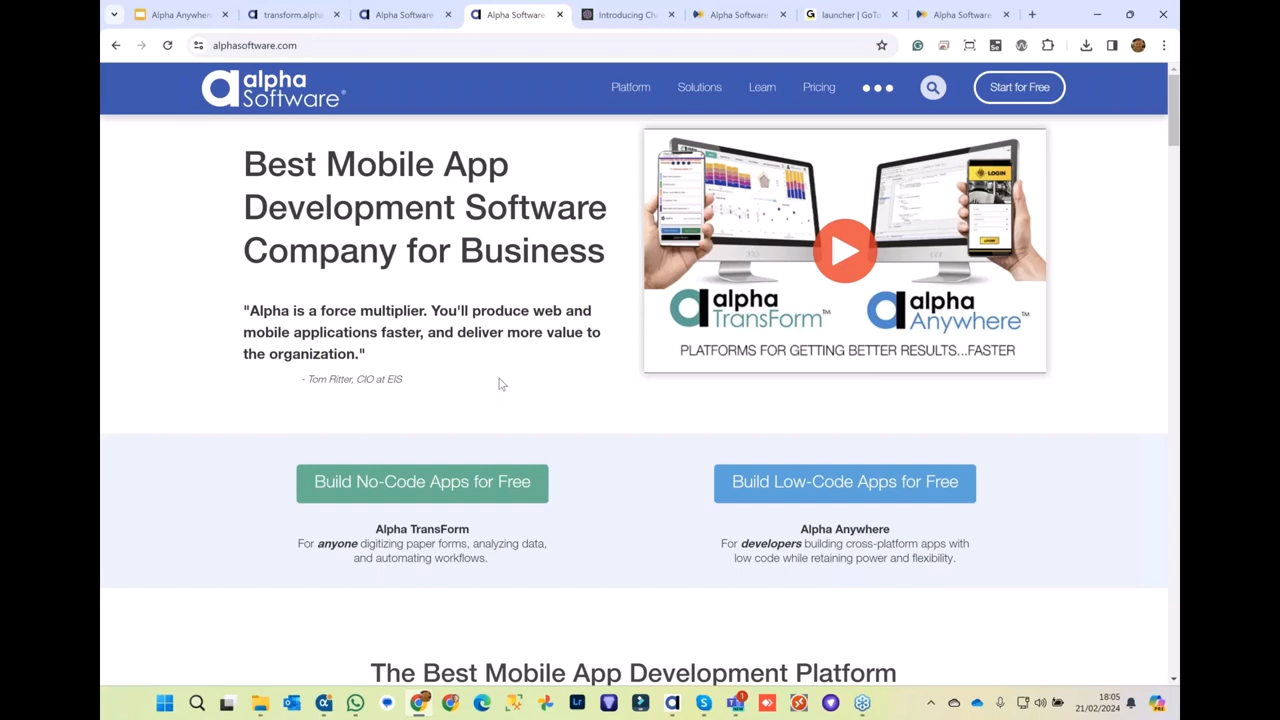 Alpha Anywhere
transform.alpha
Alpha Software
Alpha Software
Introducing Cha
Alpha Software
launcher | GoTo
Alpha Software
alphasoftware.com
alpha
Software®
Platform
Solutions
Learn
Pricing
Start for Free
Best Mobile App
Development Software
Company for Business
"Alpha is a force multiplier. You'll produce web and
mobile applications faster, and deliver more value to
the organization."
- Tom Ritter, CIO at EIS
LOGIN
alpha
TransForm™
alpha
Anywhere™
PLATFORMS FOR GETTING BETTER RESULTS...FASTER
Build No-Code Apps for Free
Alpha TransForm
For anyone digitizing paper forms, analyzing data,
and automating workflows.
Build Low-Code Apps for Free
Alpha Anywhere
For developers building cross-platform apps with
low code while retaining power and flexibility.
The Best Mobile App Development Platform
18:05
21/02/2024